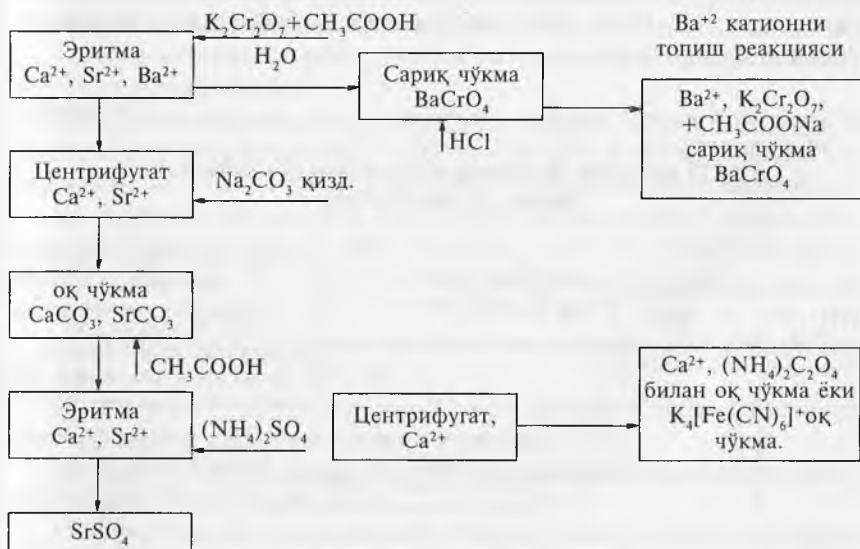 K₂Cr₂O₇+CH₃COOH
H₂O
Эритма
Ca²⁺, Sr²⁺, Ba²⁺
Сариқ чўкма
BaCrO₄
HCl
Ba⁺² катионни
топиш реакцияси
Ba²⁺, K₂Cr₂O₇,
+CH₃COONa
сариқ чўкма
BaCrO₄
Центрифугат
Ca²⁺, Sr²⁺
Na₂CO₃ қизд.
оқ чўкма
CaCO₃, SrCO₃
CH₃COOH
Эритма
Ca²⁺, Sr²⁺
(NH₄)₂SO₄
Центрифугат,
Ca²⁺
Ca²⁺, (NH₄)₂C₂O₄
билан оқ чўкма ёки
K₄[Fe(CN)₆]⁺оқ
чўкма.
SrSO₄